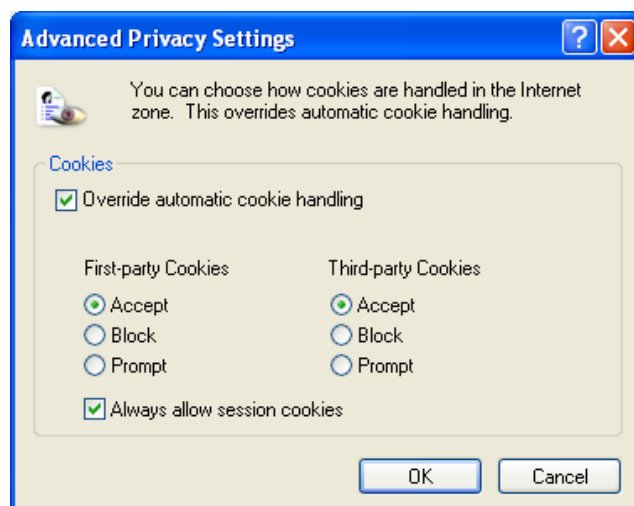 Advanced Privacy Settings
You can choose how cookies are handled in the Internet
zone.  This overrides automatic cookie handling.
Cookies
Override automatic cookie handling
First-party Cookies Third-party Cookies
Accept Accept
Block Block
Prompt Prompt
Always allow session cookies
OK Cancel